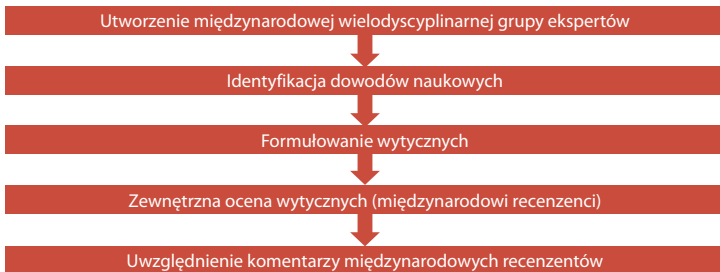 Utworzenie międzynarodowej wielodyscyplinarnej grupy ekspertów
Identyfikacja dowodów naukowych
Formułowanie wytycznych
Zewnętrzna ocena wytycznych (międzynarodowi recenzenci)
Uwzględnienie komentarzy międzynarodowych recenzentów